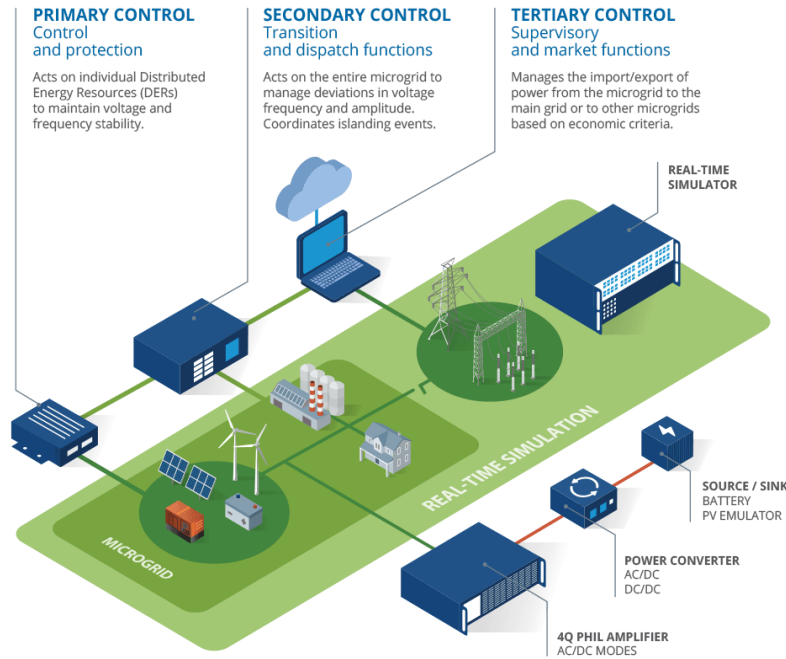 PRIMARY CONTROL
Control
and protection
Acts on individual Distributed
Energy Resources (DERs)
to maintain voltage and
frequency stability.
SECONDARY CONTROL
Transition
and dispatch functions
Acts on the entire microgrid to
manage deviations in voltage
frequency and amplitude.
Coordinates islanding events.
TERTIARY CONTROL
Supervisory
and market functions
Manages the import/export of
power from the microgrid to the
main grid or to other microgrids
based on economic criteria.
REAL-TIME
SIMULATOR
REAL-TIME SIMULATION
MICROGRID
SOURCE / SINK
BATTERY
PV EMULATOR
POWER CONVERTER
AC/DC
DC/DC
4Q PHIL AMPLIFIER
AC/DC MODES